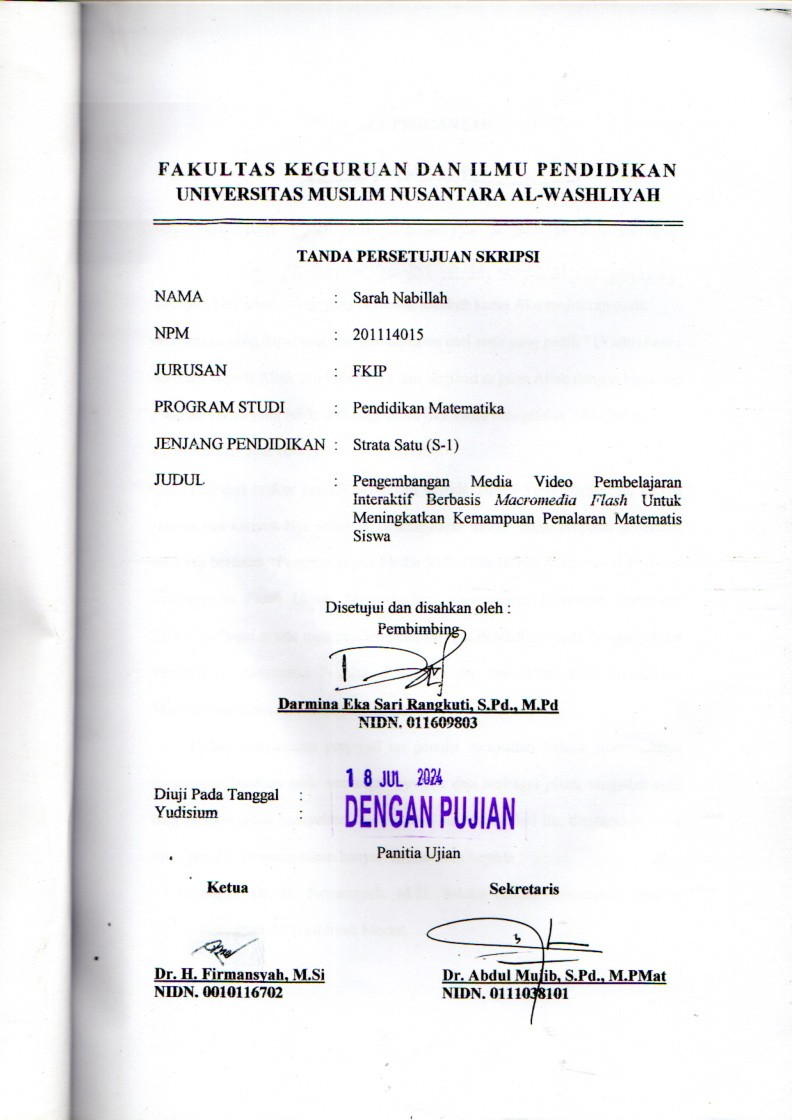 FAKULTAS KEGURUAN DAN ILMU PENDIDIKAN
UNIVERSITAS MUSLIM NUSANTARA AL-WASHLIYAH
TANDA PERSETUJUAN SKRIPSI
NAMA : Sarah Nabillah
NPM : 201114015
JURUSAN : FKIP
PROGRAM STUDI : Pendidikan Matematika
JENJANG PENDIDIKAN : Strata Satu (S-1)
JUDUL : Pengembangan Media Video Pembelajaran
Interaktif Berbasis Macromedia Flash Untuk
Meningkatkan Kemampuan Penalaran Matematis
Siswa
Disetujui dan disahkan oleh :
Pembimbing
Darmina Eka Sari Rangkuti, S.Pd., M.Pd
NIDN. 011609803
Diuji Pada Tanggal : 18 JUL 2024
Yudisium : DENGAN PUJIAN
Panitia Ujian
Ketua Sekretaris
Dr. H. Firmansyah, M.Si Dr. Abdul Mujib, S.Pd., M.PMat
NIDN. 0010116702 NIDN. 0111038101